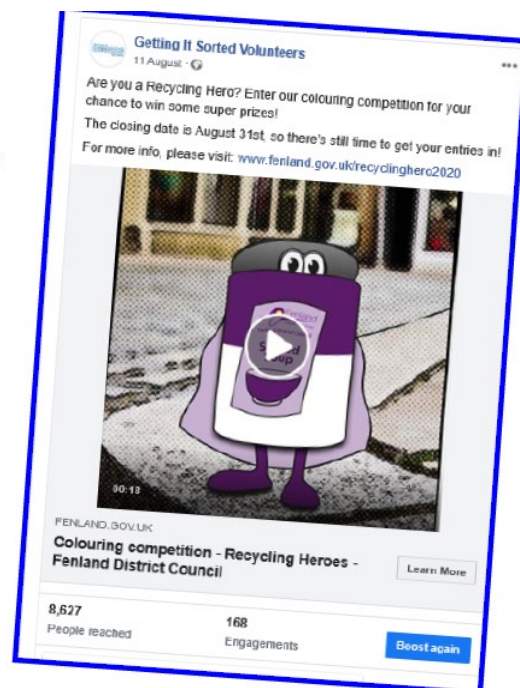 Getting It Sorted Volunteers
11 August ·
Are you a Recycling Hero? Enter our colouring competition for your
chance to win some super prizes!
The closing date is August 31st, so there's still time to get your entries in!
For more info, please visit: www.fenland.gov.uk/recyclinghero2020
Fenland
00:13
FENLAND.GOV.UK
Colouring competition - Recycling Heroes -
Fenland District Council
Learn More
8,627
People reached
168
Engagements
Boost again